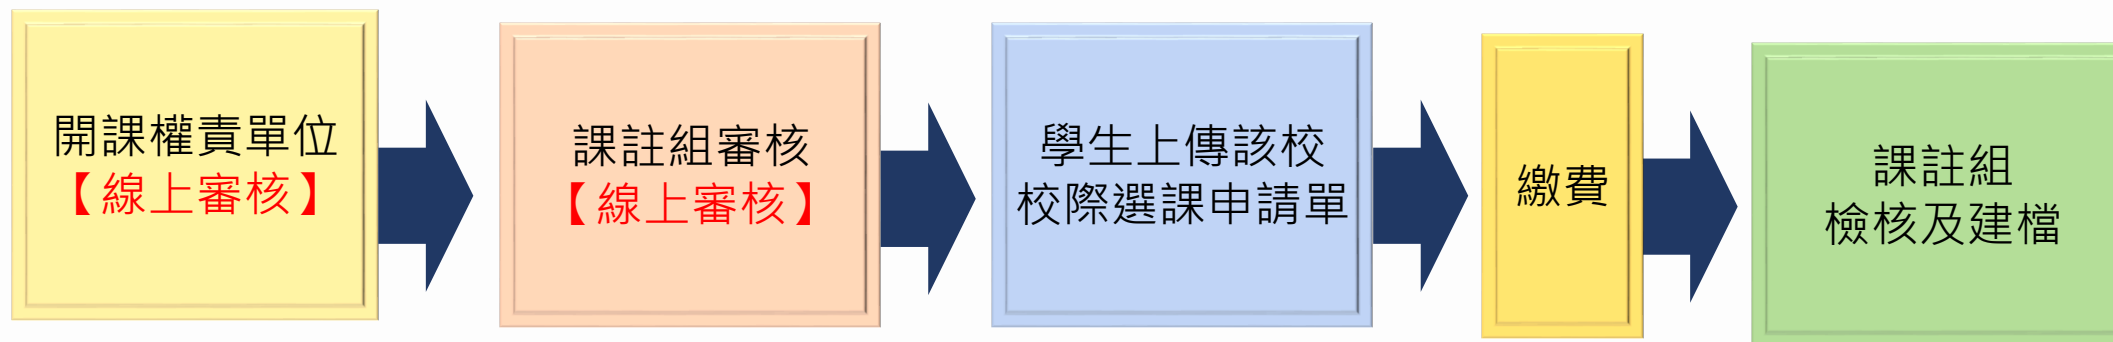 開課權責單位
【線上審核】
課註組審核
【線上審核】
學生上傳該校
校際選課申請單
繳費
課註組
檢核及建檔